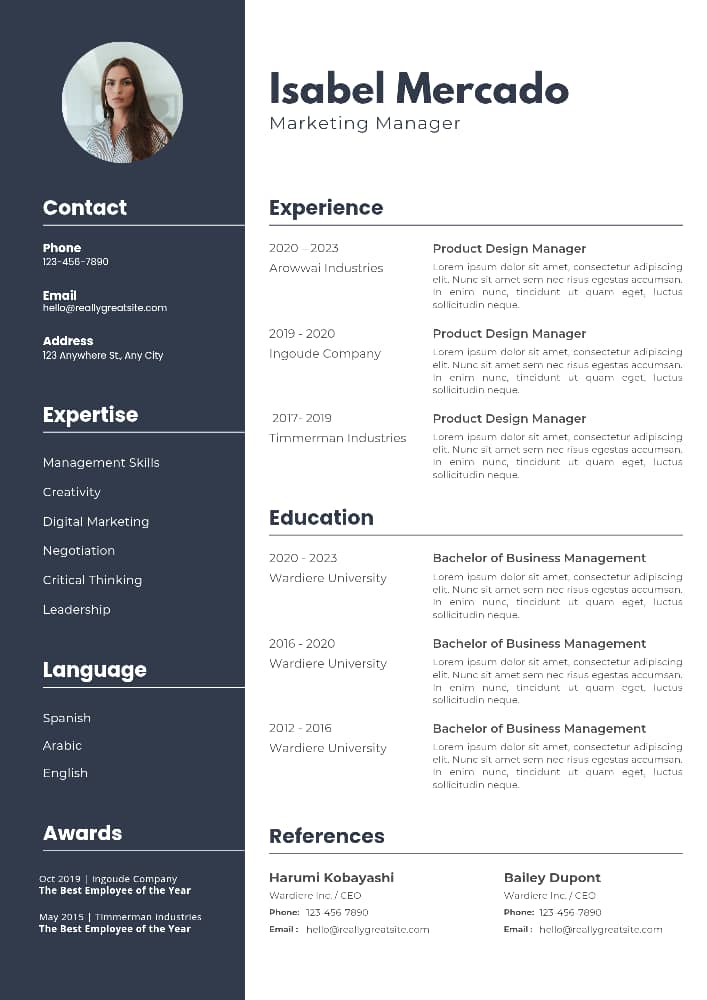 Isabel Mercado
Marketing Manager
Contact
Phone
123-456-7890
Email
hello@reallygreatsite.com
Address
123 Anywhere St., Any City
Expertise
Management Skills
Creativity
Digital Marketing
Negotiation
Critical Thinking
Leadership
Language
Spanish
Arabic
English
Awards
Oct 2019 | Ingoude Company
The Best Employee of the Year
May 2015 | Timmerman Industries
The Best Employee of the Year
Experience
2020 - 2023
Arowwai Industries
Product Design Manager
Lorem ipsum dolor sit amet, consectetur adipiscing
elit. Nunc sit amet sem nec risus egestas accumsan.
In enim nunc, tincidunt ut quam eget, luctus
sollicitudin neque.
2019 - 2020
Ingoude Company
Product Design Manager
Lorem ipsum dolor sit amet, consectetur adipiscing
elit. Nunc sit amet sem nec risus egestas accumsan.
In enim nunc, tincidunt ut quam eget, luctus
sollicitudin neque.
2017- 2019
Timmerman Industries
Product Design Manager
Lorem ipsum dolor sit amet, consectetur adipiscing
elit. Nunc sit amet sem nec risus egestas accumsan.
In enim nunc, tincidunt ut quam eget, luctus
sollicitudin neque.
Education
2020 - 2023
Wardiere University
Bachelor of Business Management
Lorem ipsum dolor sit amet, consectetur adipiscing
elit. Nunc sit amet sem nec risus egestas accumsan.
In enim nunc, tincidunt ut quam eget, luctus
sollicitudin neque.
2016 - 2020
Wardiere University
Bachelor of Business Management
Lorem ipsum dolor sit amet, consectetur adipiscing
elit. Nunc sit amet sem nec risus egestas accumsan.
In enim nunc, tincidunt ut quam eget, luctus
sollicitudin neque.
2012 - 2016
Wardiere University
Bachelor of Business Management
Lorem ipsum dolor sit amet, consectetur adipiscing
elit. Nunc sit amet sem nec risus egestas accumsan.
In enim nunc, tincidunt ut quam eget, luctus
sollicitudin neque.
References
Harumi Kobayashi
Wardiere Inc. / CEO
Phone: 123-456-7890
Email : hello@reallygreatsite.com
Bailey Dupont
Wardiere Inc. / CEO
Phone: 123-456-7890
Email : hello@reallygreatsite.com